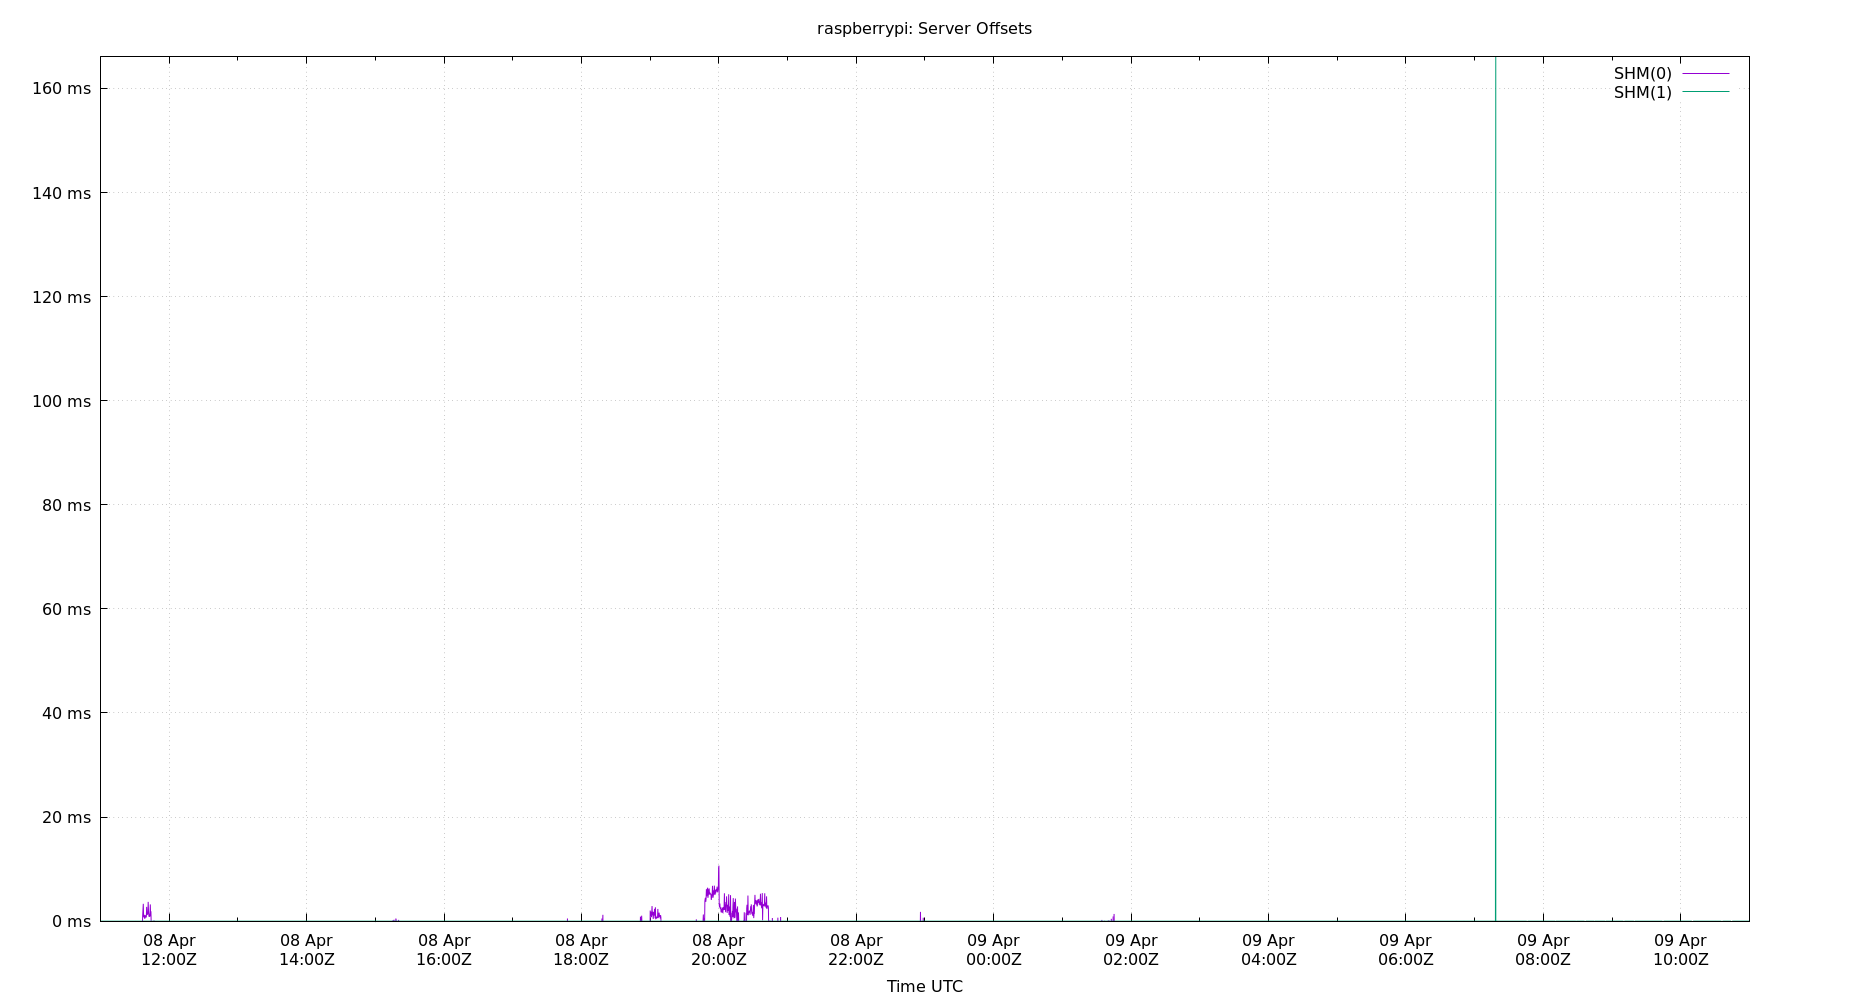 raspberrypi: Server Offsets
SHM(0)
SHM(1)
160 ms
140 ms
120 ms
100 ms
80 ms
60 ms
40 ms
20 ms
0 ms
08 Apr 08 Apr 08 Apr 08 Apr 08 Apr 08 Apr 09 Apr 09 Apr 09 Apr 09 Apr 09 Apr 09 Apr
12:00Z 14:00Z 16:00Z 18:00Z 20:00Z 22:00Z 00:00Z 02:00Z 04:00Z 06:00Z 08:00Z 10:00Z
Time UTC